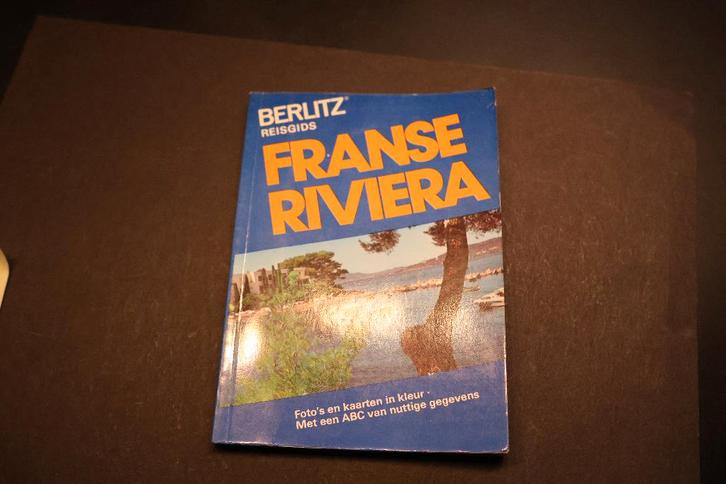 BERLITZ®
REISGIDS
FRANSE
RIVIERA
Foto's en kaarten in kleur ·
Met een ABC van nuttige gegevens